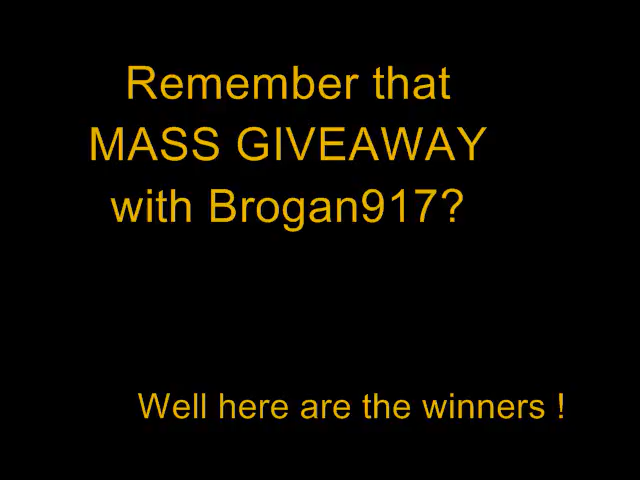 Remember that
MASS GIVEAWAY
with Brogan917?
Well here are the winners !